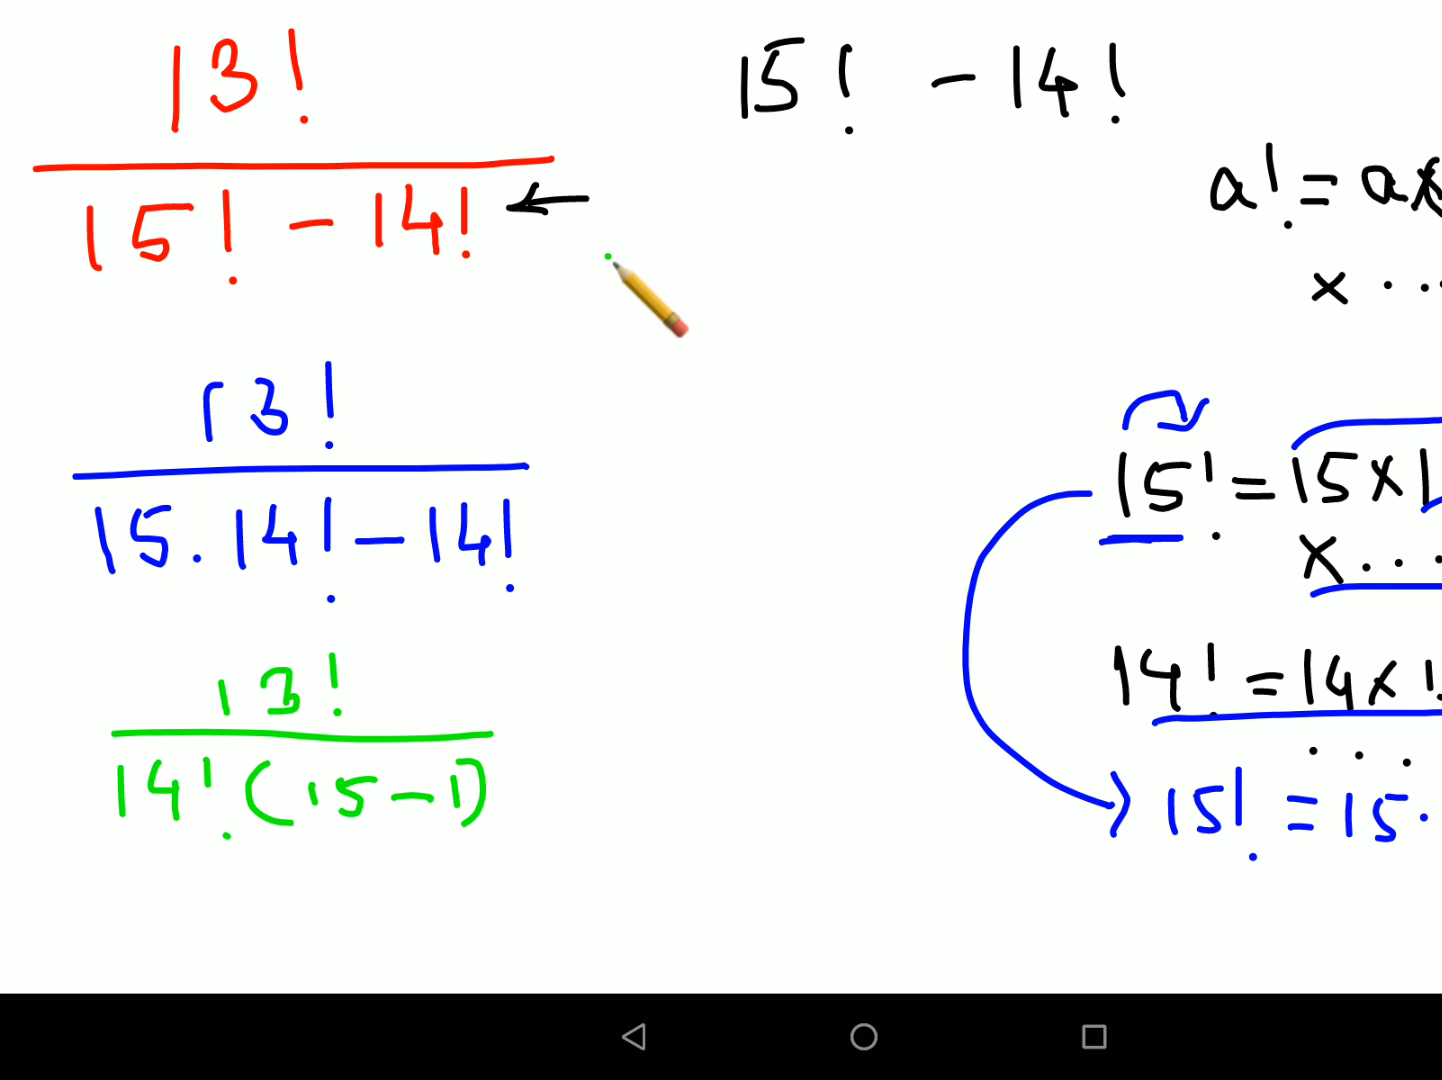 13!
15! - 14!
13!
15.14! - 14!
13!
14!(15-1)
15! - 14!
a! = a×
× . . .
15! = 15×1
× . . .
14! = 14×1
. . .
15! = 15.